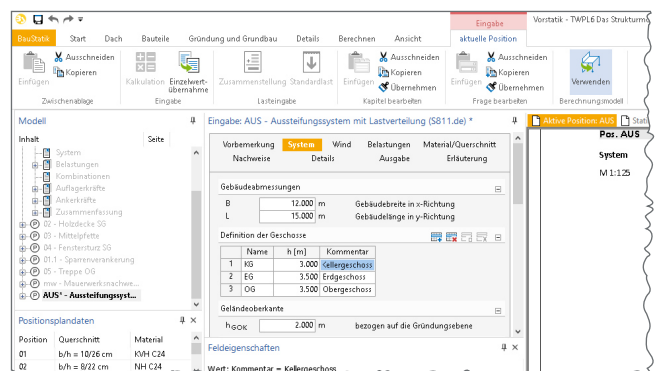 Eingabe
Vorstatik - TWPL6 Das Strukturmo
BauStatik Start Dach Bauteile Gründung und Grundbau Details Berechnen Ansicht aktuelle Position
Einfügen
Ausschneiden
Kopieren
Zwischenablage
Kalkulation
Einzelwert-
übernahme
Eingabe
Zusammenstellung
Standardlast
Lasteingabe
Einfügen
Ausschneiden
Kopieren
Übernehmen
Kapitel bearbeiten
Einfügen
Ausschneiden
Kopieren
Übernehmen
Frage bearbeiten
Verwenden
Berechnungsmodell
Modell
Inhalt Seite
System
Belastungen
Kombinationen
Auflagerkräfte
Ankerkräfte
Zusammenfassung
02 - Holzdecke SG
03 - Mittelpfette
04 - Fenstersturz SG
01.1 - Sparrenverankerung
05 - Treppe OG
mw - Mauerwerksnachwe...
AUS* - Aussteifungssyst...
Positionsplandaten
Position Querschnitt Material
01 b/h = 10/26 cm KVH C24
02 b/h = 8/22 cm NH C24
Eingabe: AUS - Aussteifungssystem mit Lastverteilung (S811.de) *
Vorbemerkung System Wind Belastungen Material/Querschnitt
Nachweise Details Ausgabe Erläuterung
Gebäudeabmessungen
B 12.000 m Gebäudebreite in x-Richtung
L 15.000 m Gebäudelänge in y-Richtung
Definition der Geschosse
Name h [m] Kommentar
1 KG 3.000 Kellergeschoss
2 EG 3.500 Erdgeschoss
3 OG 3.500 Obergeschoss
Geländeoberkante
hGOK 2.000 m bezogen auf die Gründungsebene
Feldeigenschaften
Wert: Kommentar = Kellergeschoss
Aktive Position: AUS Stati
Pos. AUS
System
M 1:125